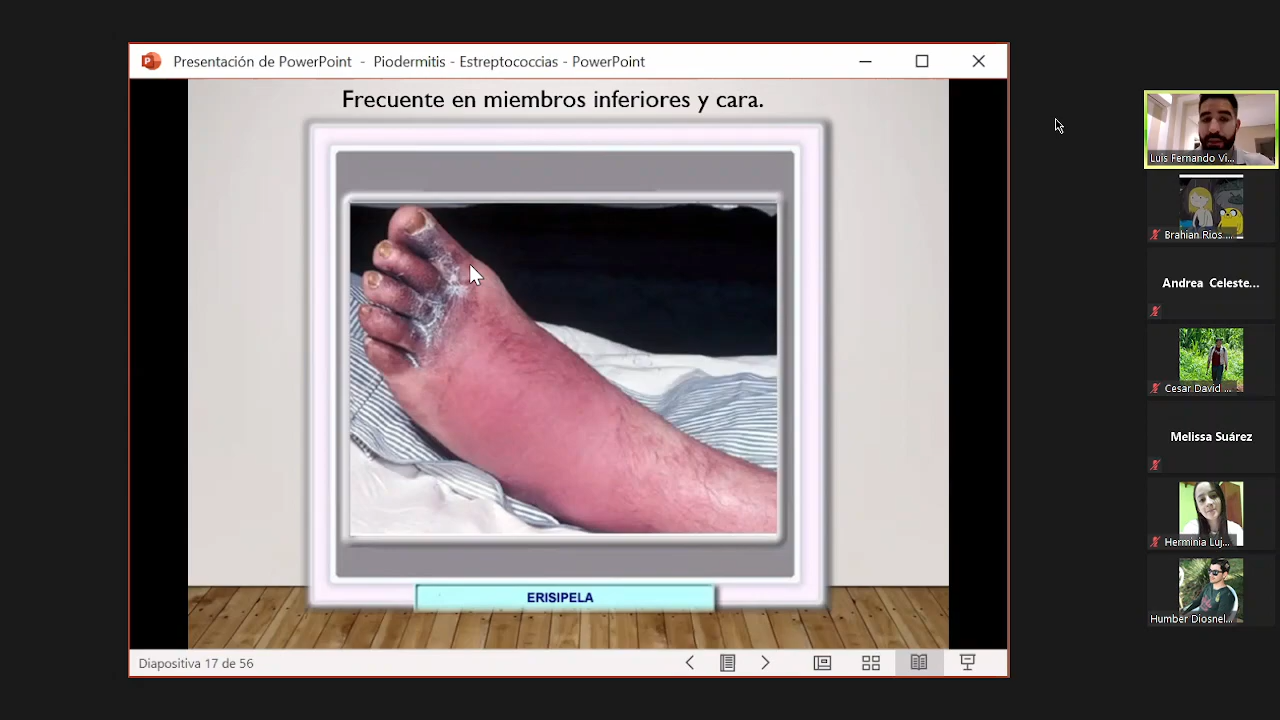 Presentación de PowerPoint - Piodermitis - Estreptococcias - PowerPoint
Frecuente en miembros inferiores y cara.
ERISIPELA
Diapositiva 17 de 56
Luis Fernando Vi...
Brahian Rios...
Andrea Celeste...
Cesar David ...
Melissa Suárez
Herminia Luj...
Humber Diosnel...